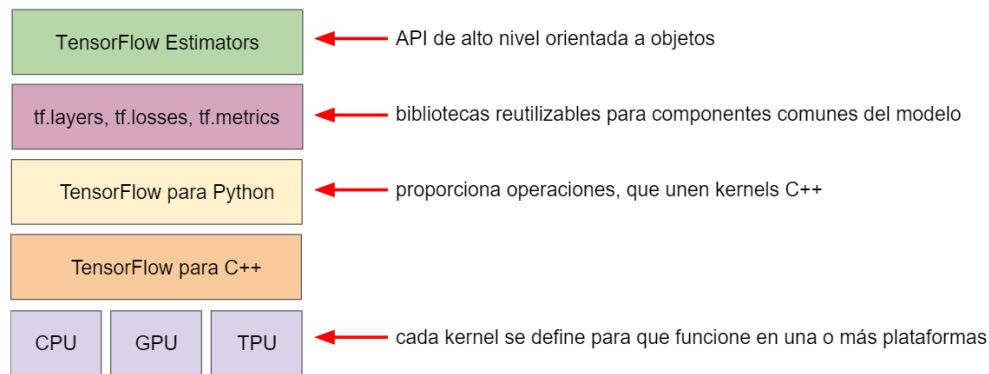 TensorFlow Estimators
API de alto nivel orientada a objetos
tf.layers, tf.losses, tf.metrics
bibliotecas reutilizables para componentes comunes del modelo
TensorFlow para Python
proporciona operaciones, que unen kernels C++
TensorFlow para C++
CPU
GPU
TPU
cada kernel se define para que funcione en una o más plataformas